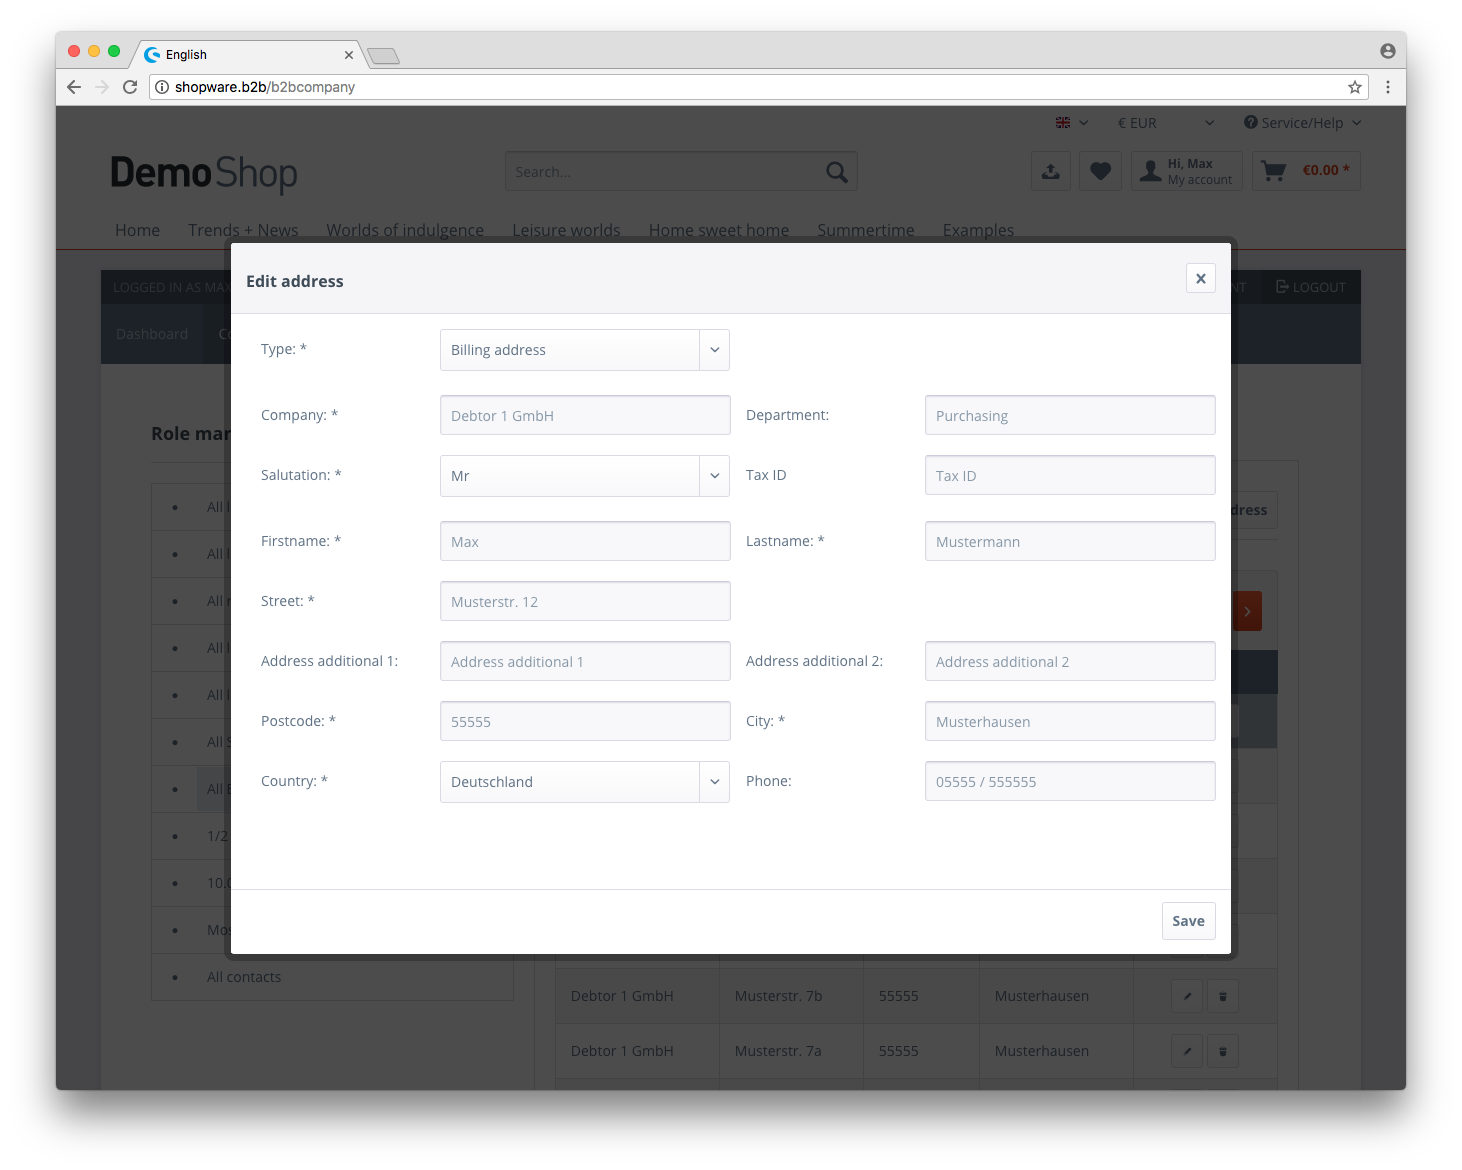 English
shopware.b2b/b2bcompany
€ EUR Service/Help
DemoShop
Search...
Hi, Max
My account
€0.00 *
Home Trends + News Worlds of indulgence Leisure worlds Home sweet home Summertime Examples
LOGGED IN AS MAX LOGOUT
Dashboard
Edit address
Type: * Billing address
Company: * Debtor 1 GmbH Department: Purchasing
Salutation: * Mr Tax ID Tax ID
Firstname: * Max Lastname: * Mustermann
Street: * Musterstr. 12
Address additional 1: Address additional 1 Address additional 2: Address additional 2
Postcode: * 55555 City: * Musterhausen
Country: * Deutschland Phone: 05555 / 555555
Save
Role
All
All
All
All
All
All
All
1/2
All contacts
Debtor 1 GmbH Musterstr. 7b 55555 Musterhausen
Debtor 1 GmbH Musterstr. 7a 55555 Musterhausen